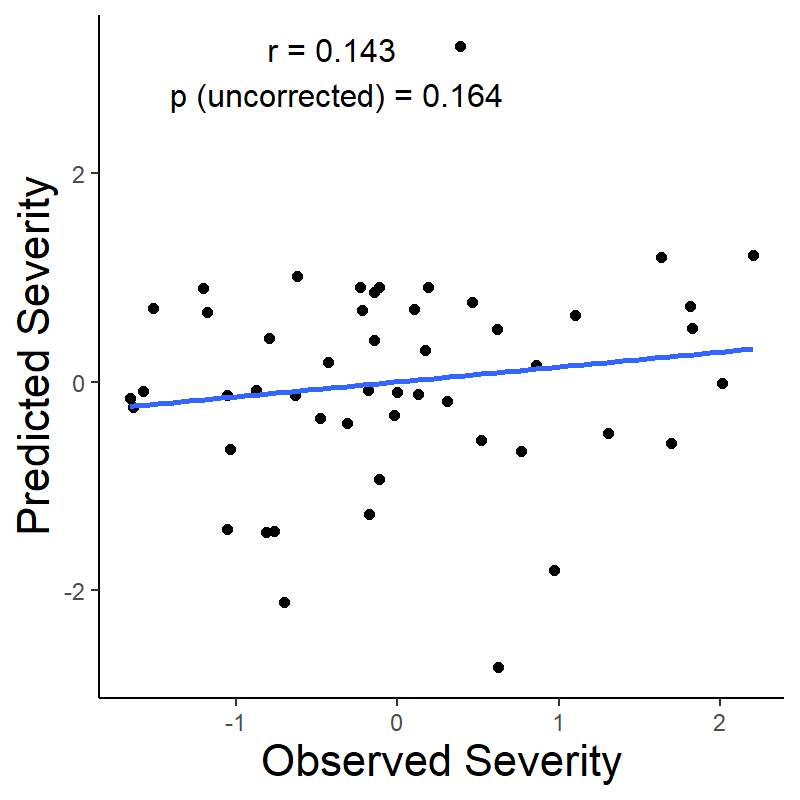 r = 0.143
p (uncorrected) = 0.164
Predicted Severity
2
0
-2
-1
0
1
2
Observed Severity